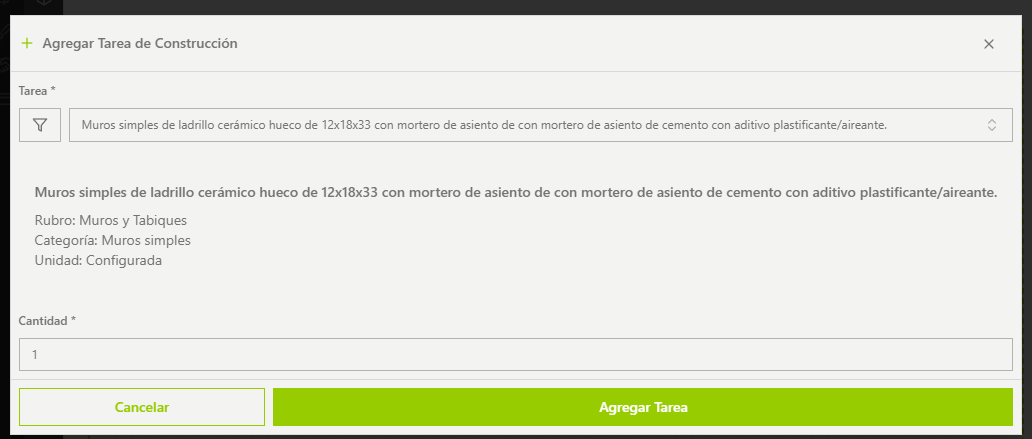 Agregar Tarea de Construcción
Tarea *
Muros simples de ladrillo cerámico hueco de 12x18x33 con mortero de asiento de con mortero de asiento de cemento con aditivo plastificante/aireante.
Muros simples de ladrillo cerámico hueco de 12x18x33 con mortero de asiento de con mortero de asiento de cemento con aditivo plastificante/aireante.
Rubro: Muros y Tabiques
Categoría: Muros simples
Unidad: Configurada
Cantidad *
1
Cancelar
Agregar Tarea